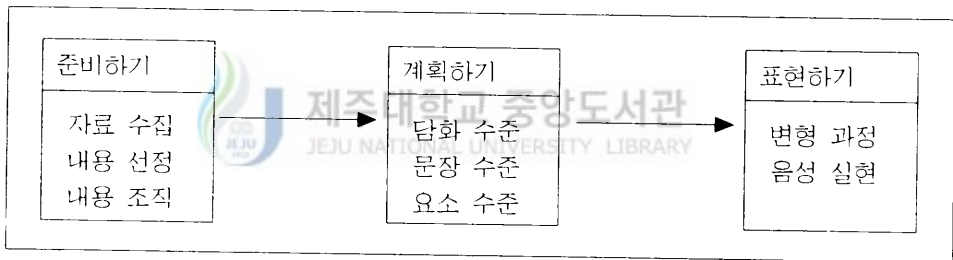 준비하기
자료 수집
내용 선정
내용 조직
계획하기
담화 수준
문장 수준
요소 수준
표현하기
변형 과정
음성 실현
제주대학교 중앙도서관
JEJU NATIONAL UNIVERSITY LIBRARY
JEJU
1952